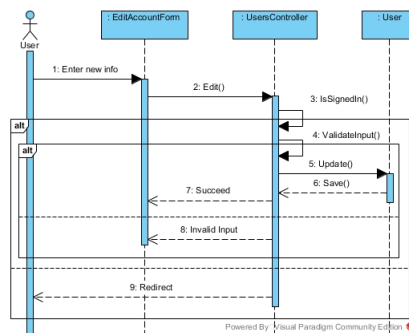 : EditAccountForm
: UsersController
: User
User
1: Enter new info
2: Edit()
3: IsSignedIn()
alt
4: ValidateInput()
alt
5: Update()
6: Save()
7: Succeed
8: Invalid Input
9: Redirect
Powered By Visual Paradigm Community Edition